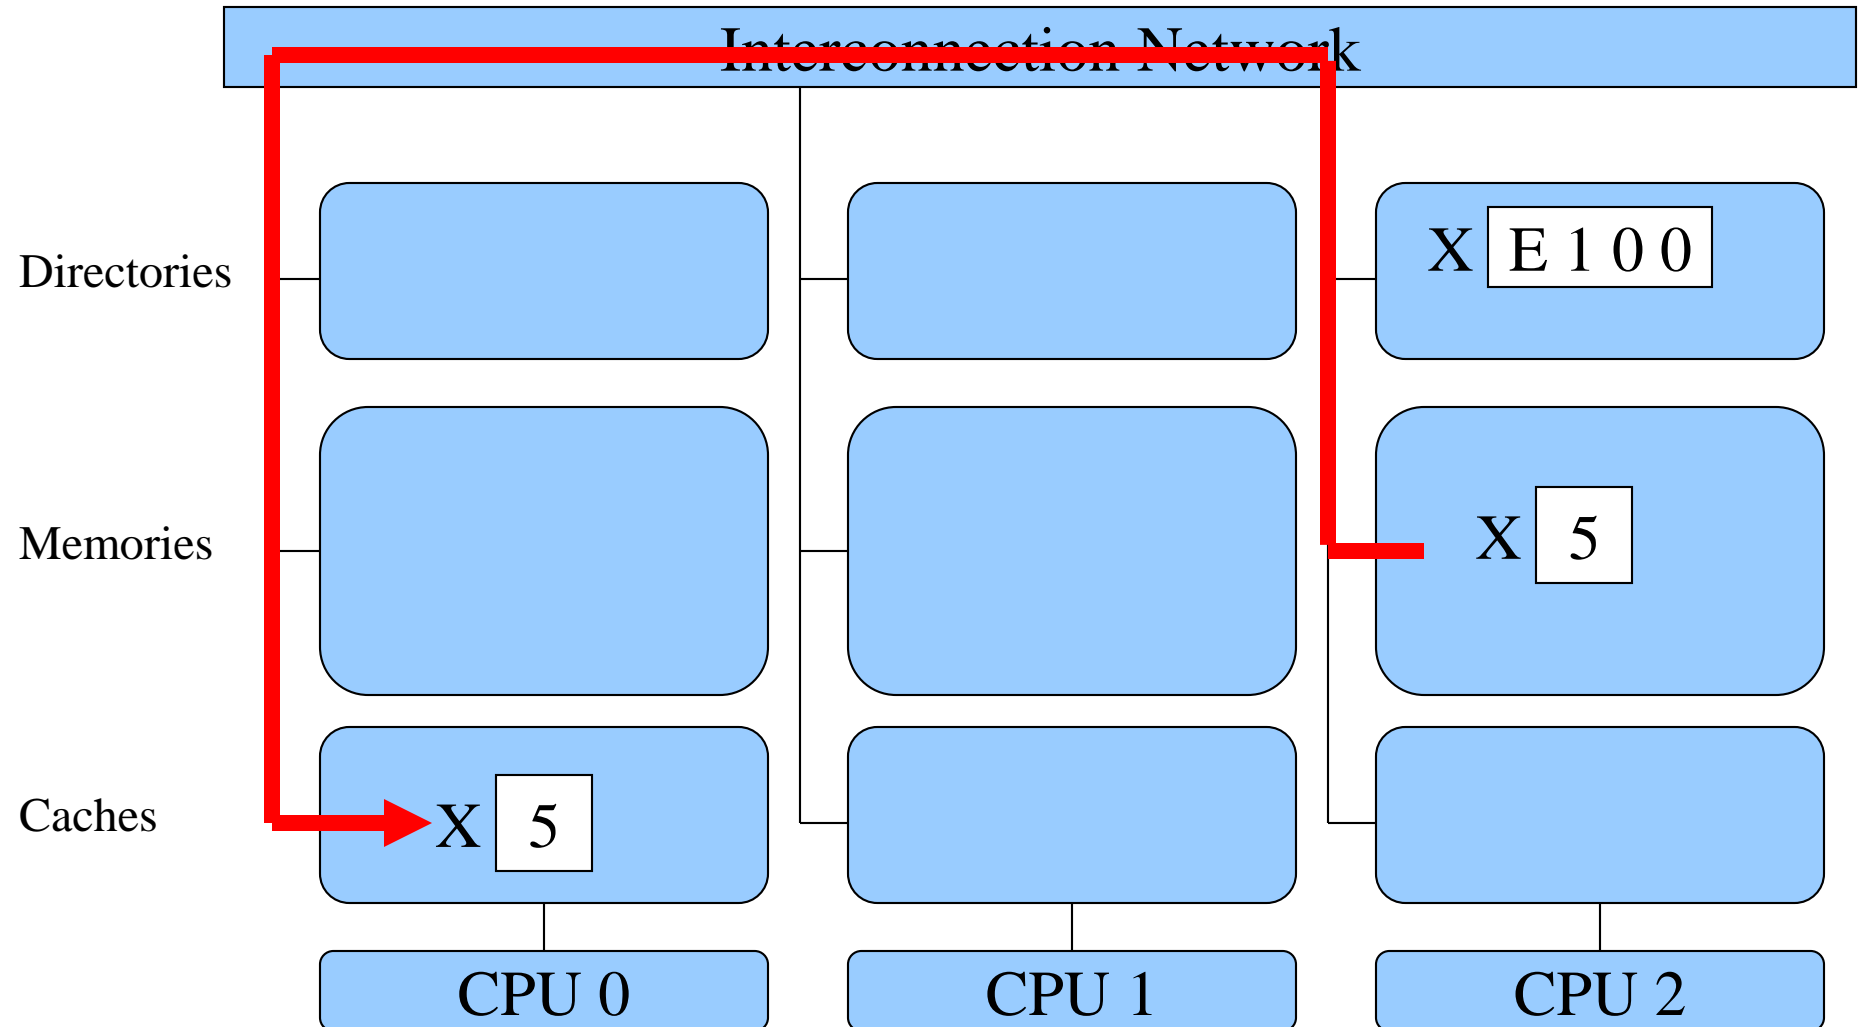 Interconnection Network
Directories
X E 1 0 0
Memories
X 5
Caches
X 5
CPU 0
CPU 1
CPU 2